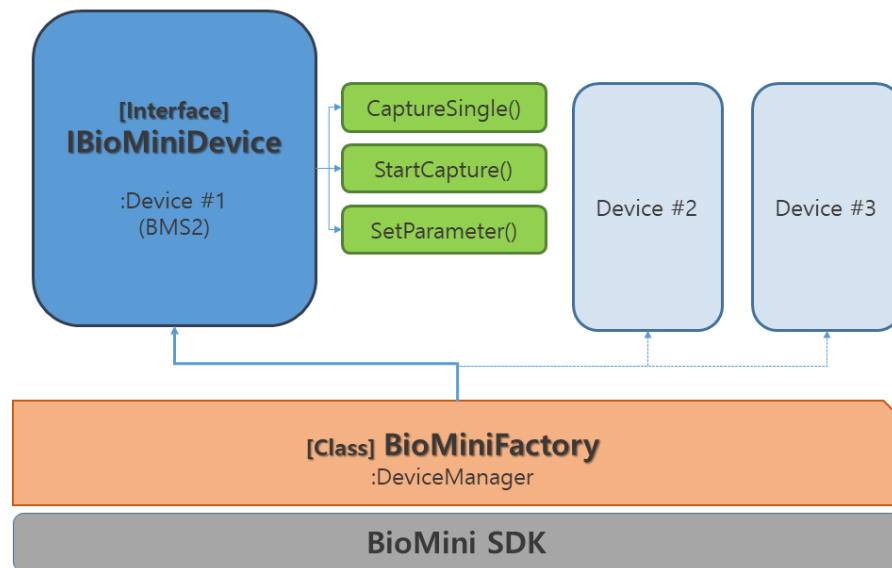 [Interface]
IBioMiniDevice
:Device #1
(BMS2)
CaptureSingle()
StartCapture()
SetParameter()
Device #2
Device #3
[Class] BioMiniFactory
:DeviceManager
BioMini SDK